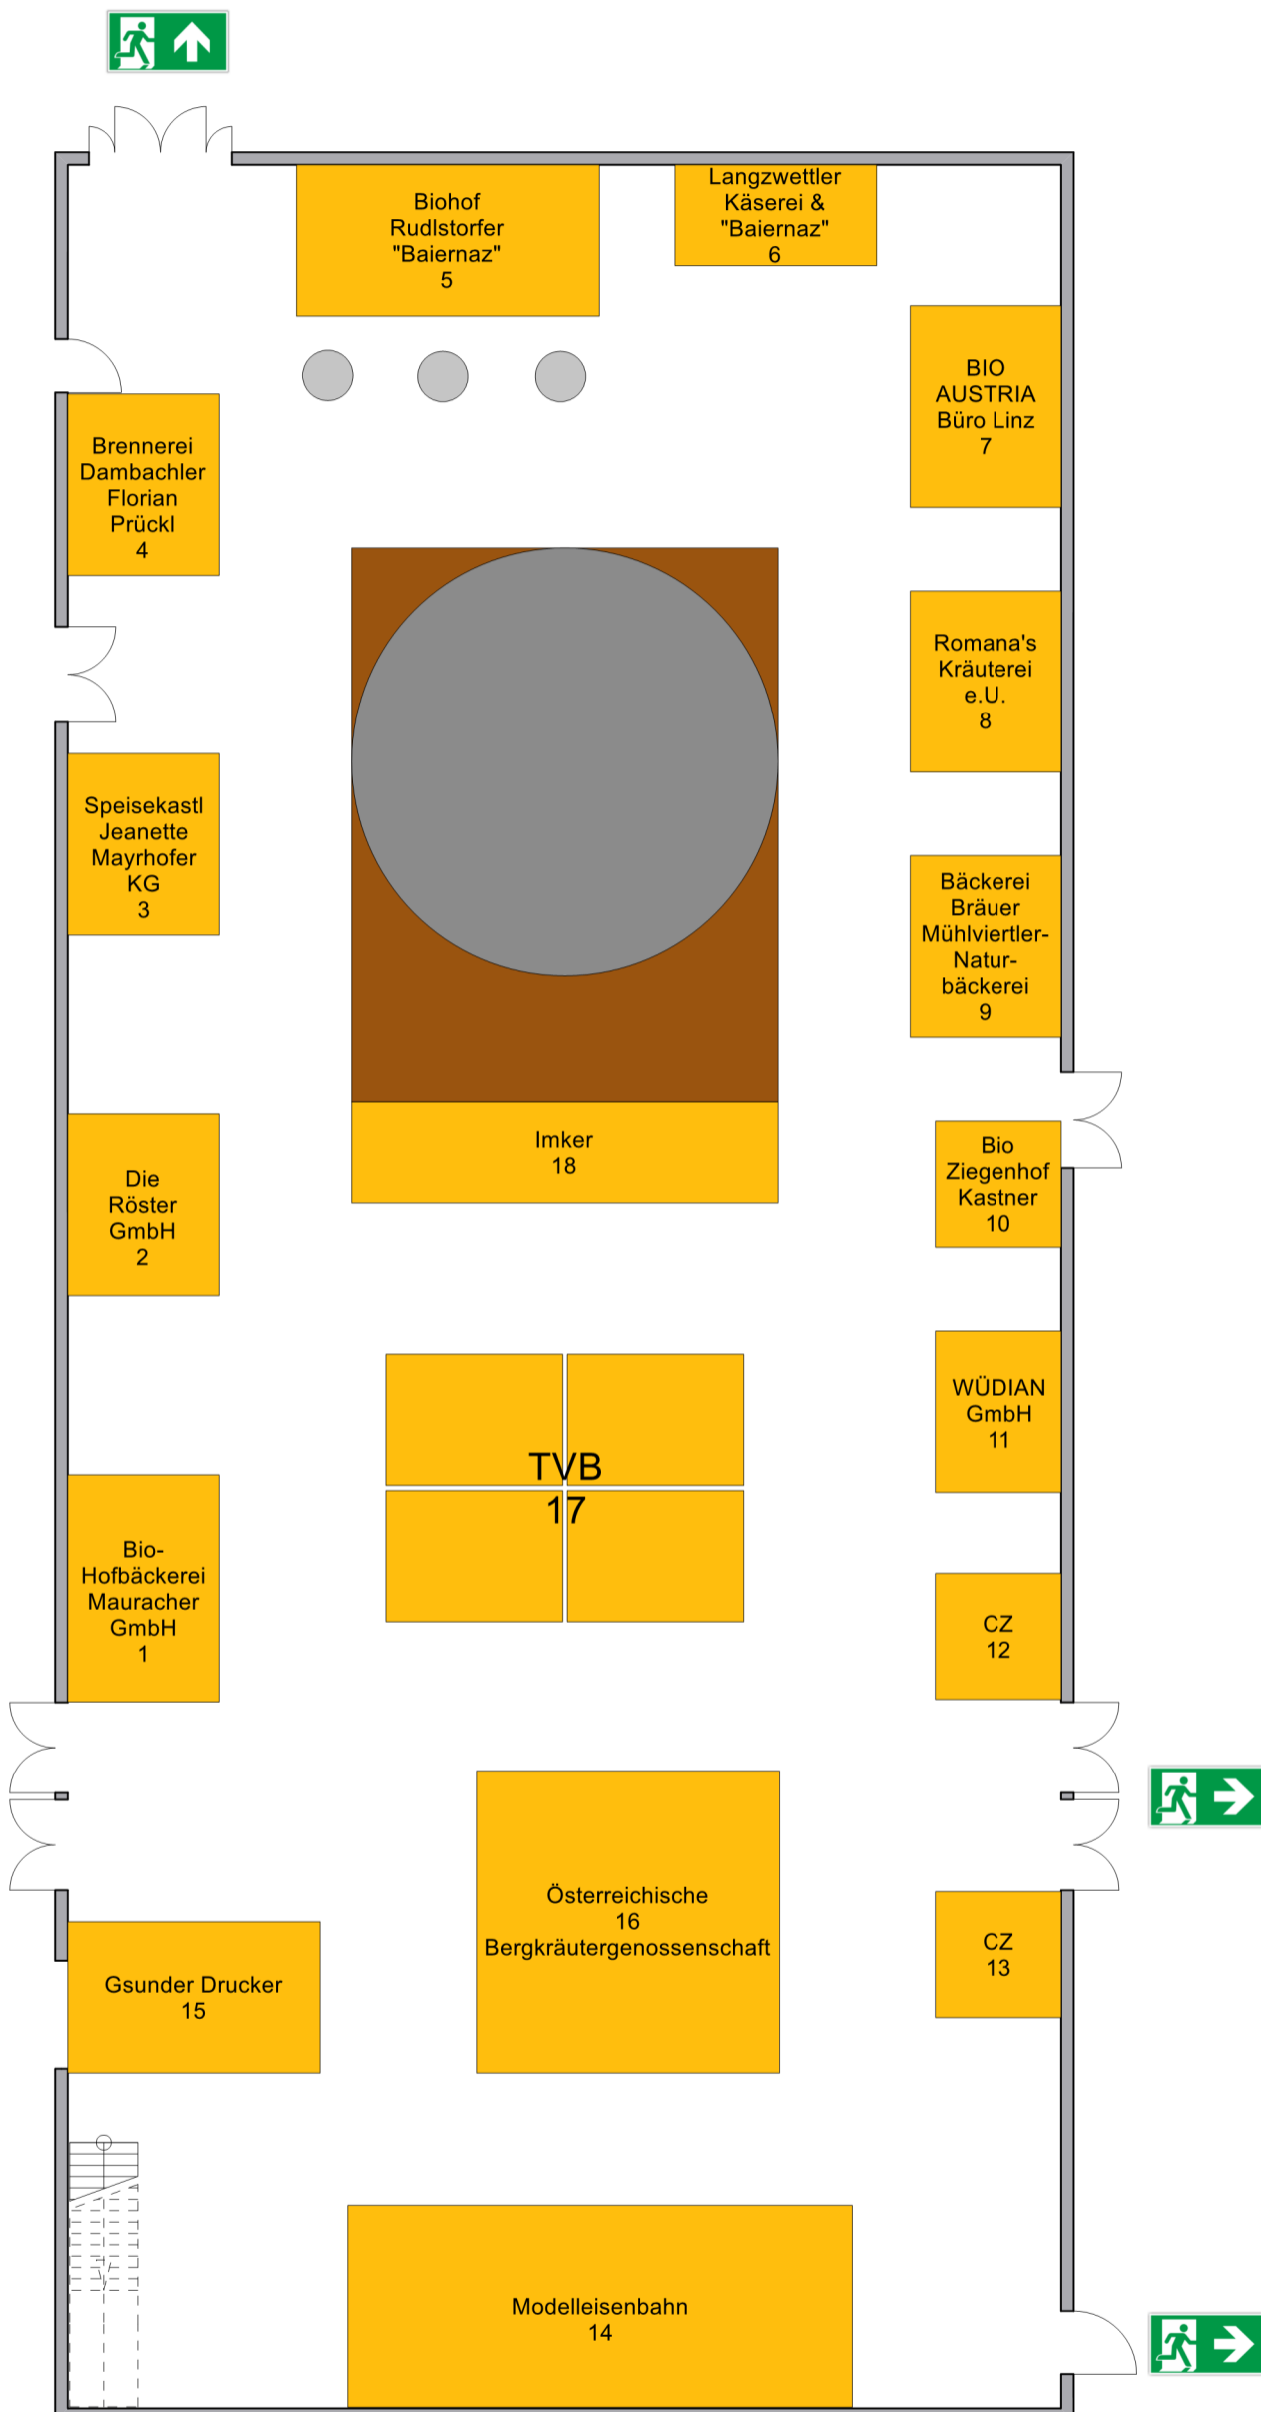 Biohof
Rudlstorfer
"Baiernaz"
5
Langzwettler
Käserei &
"Baiernaz"
6
BIO
AUSTRIA
Büro Linz
7
Brennerei
Dambachler
Florian
Prückl
4
Romana's
Kräuterei
e.U.
8
Speisekastl
Jeanette
Mayrhofer
KG
3
Bäckerei
Bräuer
Mühlviertler-
Natur-
bäckerei
9
Imker
18
Bio
Ziegenhof
Kastner
10
Die
Röster
GmbH
2
WÜDIAN
GmbH
11
TVB
17
Bio-
Hofbäckerei
Mauracher
GmbH
1
CZ
12
Österreichische
16
Bergkräutergenossenschaft
CZ
13
Gsunder Drucker
15
Modelleisenbahn
14